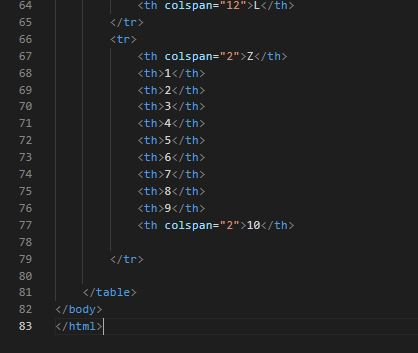 64 <th colspan="12">L</th>
65 </tr>
66 <tr>
67 <th colspan="2">Z</th>
68 <th>1</th>
69 <th>2</th>
70 <th>3</th>
71 <th>4</th>
72 <th>5</th>
73 <th>6</th>
74 <th>7</th>
75 <th>8</th>
76 <th>9</th>
77 <th colspan="2">10</th>
78
79 </tr>
80
81 </table>
82 </body>
83 </html>